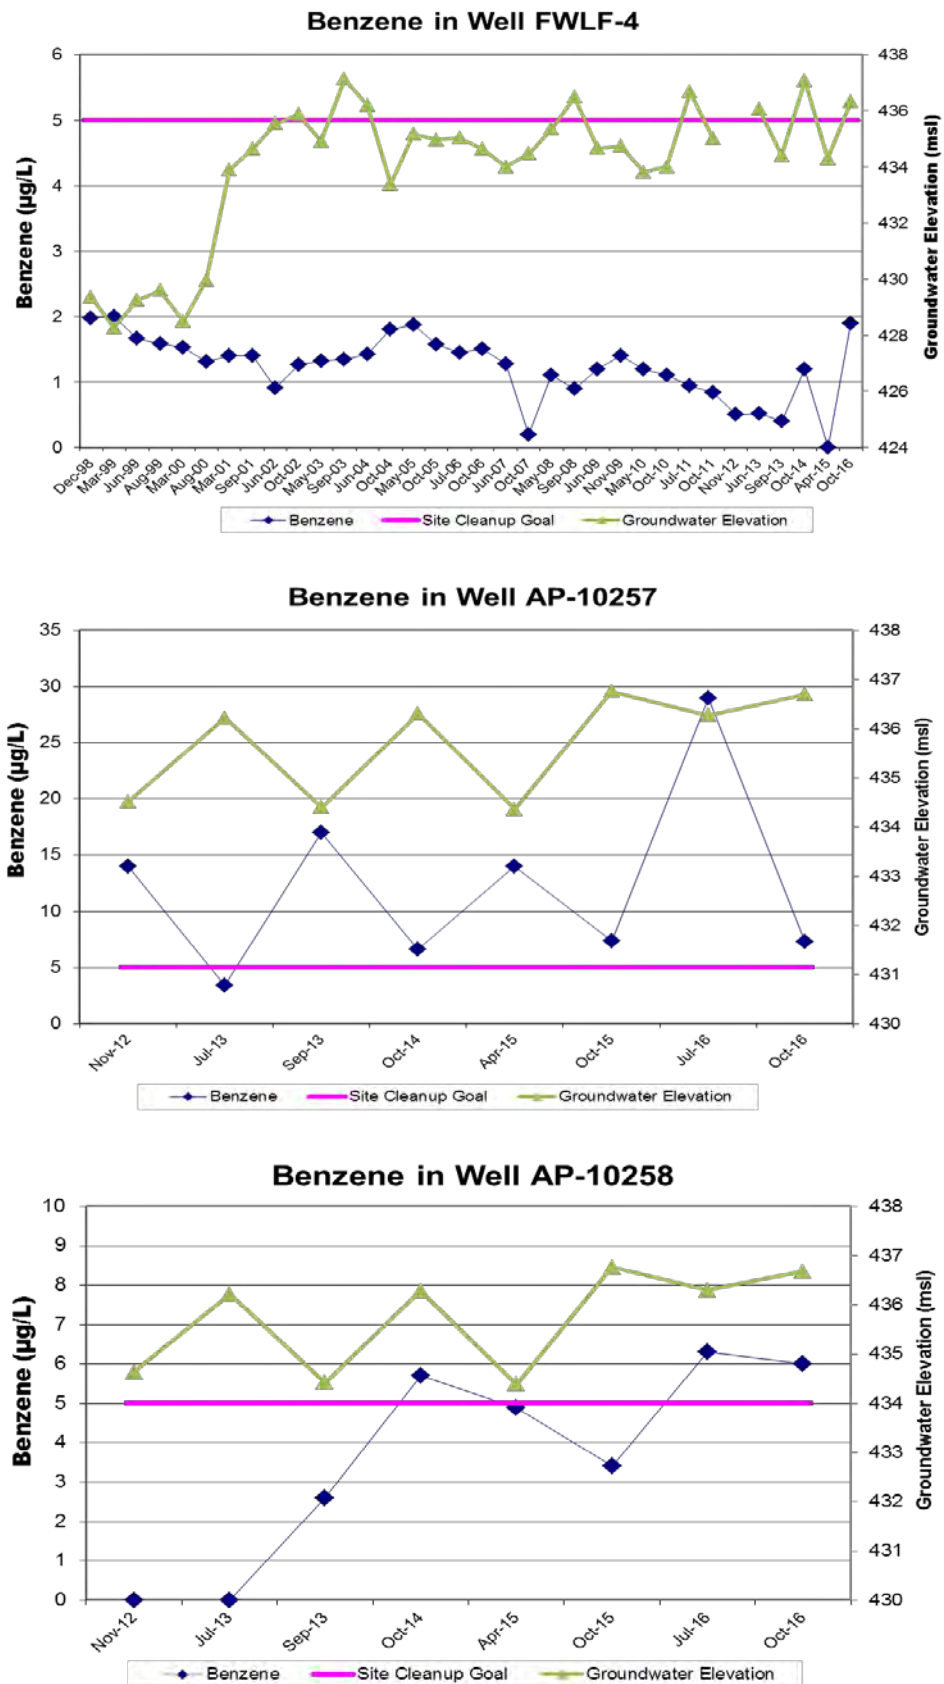 Benzene in Well FWLF-4
6
5
4
3
2
1
0
Benzene (µg/L)
438
436
434
432
430
428
426
424
Groundwater Elevation (msl)
Dec-98
Mar-99
Jun-99
Aug-99
Mar-00
Aug-00
Mar-01
Sep-01
Jun-02
Oct-02
May-03
Sep-03
Jun-04
Oct-04
May-05
Oct-05
Jul-06
Oct-06
Jun-07
Oct-07
May-08
Sep-08
Jun-09
Nov-09
May-10
Oct-10
Jul-11
Oct-11
Nov-12
Jun-13
Sep-13
Oct-14
Apr-15
Oct-16
Benzene Site Cleanup Goal Groundwater Elevation
Benzene in Well AP-10257
35
30
25
20
15
10
5
0
Benzene (µg/L)
438
437
436
435
434
433
432
431
430
Groundwater Elevation (msl)
Nov-12
Jul-13
Sep-13
Oct-14
Apr-15
Oct-15
Jul-16
Oct-16
Benzene Site Cleanup Goal Groundwater Elevation
Benzene in Well AP-10258
10
9
8
7
6
5
4
3
2
1
0
Benzene (µg/L)
438
437
436
435
434
433
432
431
430
Groundwater Elevation (msl)
Nov-12
Jul-13
Sep-13
Oct-14
Apr-15
Oct-15
Jul-16
Oct-16
Benzene Site Cleanup Goal Groundwater Elevation